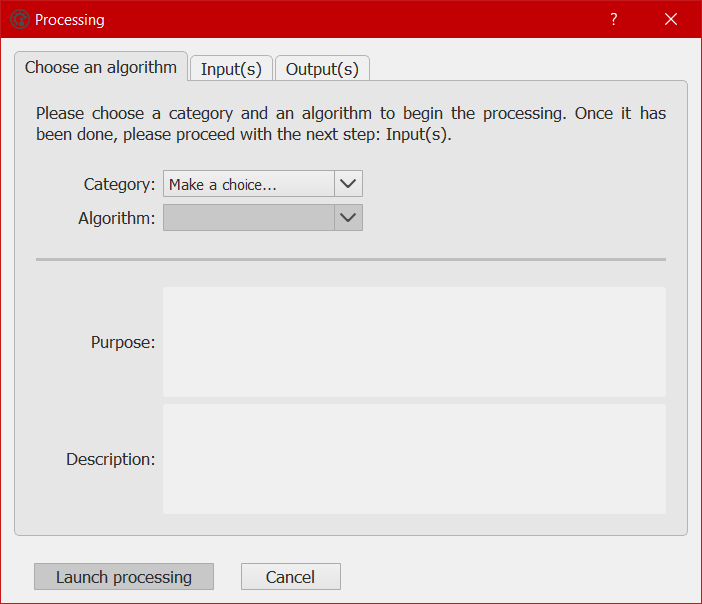 Processing
?
Choose an algorithm
Input(s)
Output(s)
Please choose a category and an algorithm to begin the processing. Once it has
been done, please proceed with the next step: Input(s).
Category:
Make a choice...
Algorithm:
Purpose:
Description:
Launch processing
Cancel